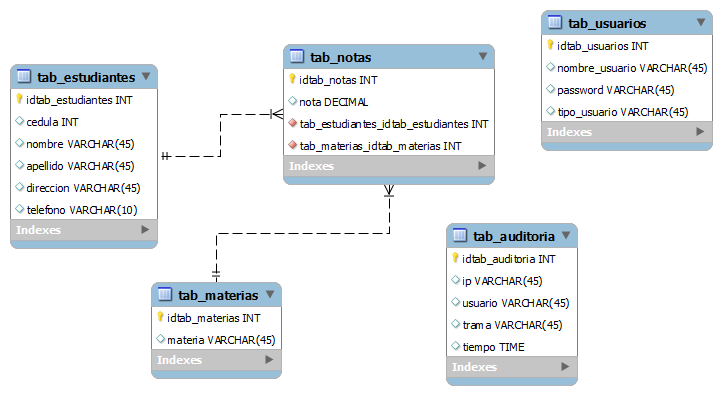 tab_estudiantes
idtab_estudiantes INT
cedula INT
nombre VARCHAR(45)
apellido VARCHAR(45)
direccion VARCHAR(45)
telefono VARCHAR(10)
Indexes
tab_notas
idtab_notas INT
nota DECIMAL
tab_estudiantes_idtab_estudiantes INT
tab_materias_idtab_materias INT
Indexes
tab_usuarios
idtab_usuarios INT
nombre_usuario VARCHAR(45)
password VARCHAR(45)
tipo_usuario VARCHAR(45)
Indexes
tab_materias
idtab_materias INT
materia VARCHAR(45)
Indexes
tab_auditoria
idtab_auditoria INT
ip VARCHAR(45)
usuario VARCHAR(45)
trama VARCHAR(45)
tiempo TIME
Indexes